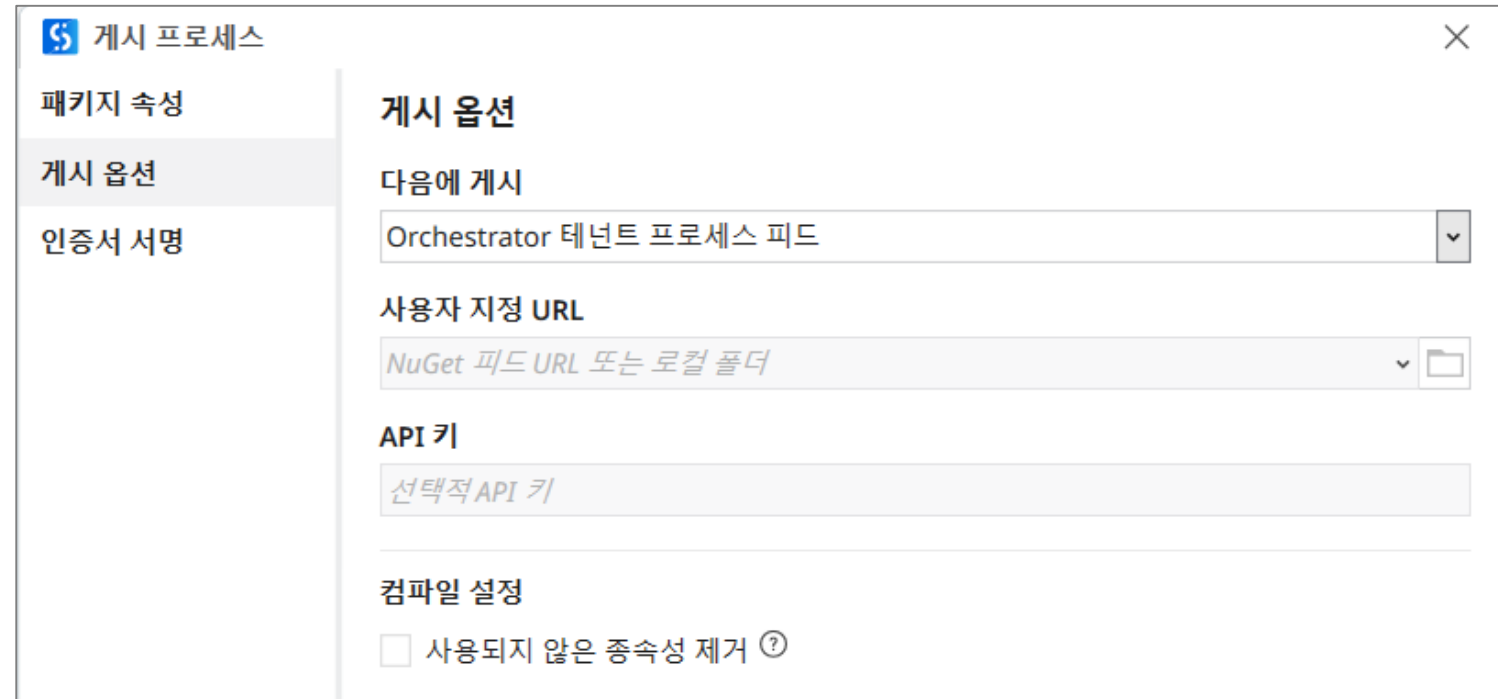 게시 프로세스
패키지 속성
게시 옵션
인증서 서명
게시 옵션
다음에 게시
Orchestrator 테넌트 프로세스 피드
사용자 지정 URL
NuGet 피드 URL 또는 로컬 폴더
API 키
선택적 API 키
컴파일 설정
사용되지 않은 종속성 제거 ?